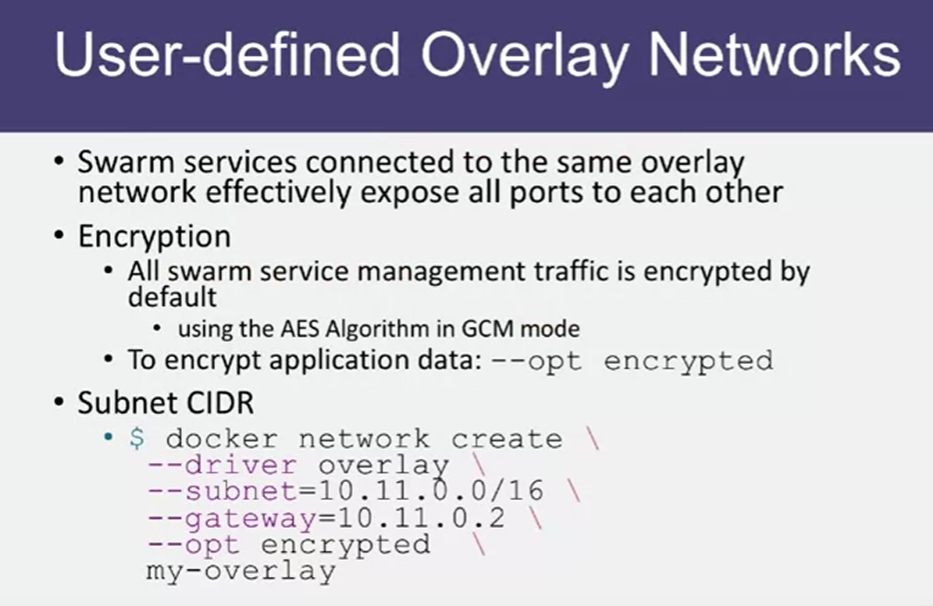 User-defined Overlay Networks
• Swarm services connected to the same overlay
network effectively expose all ports to each other
• Encryption
• All swarm service management traffic is encrypted by
default
• using the AES Algorithm in GCM mode
• To encrypt application data: --opt encrypted
• Subnet CIDR
• $ docker network create \
--driver overlay \
--subnet=10.11.0.0/16 \
--gateway=10.11.0.2 \
--opt encrypted \
my-overlay